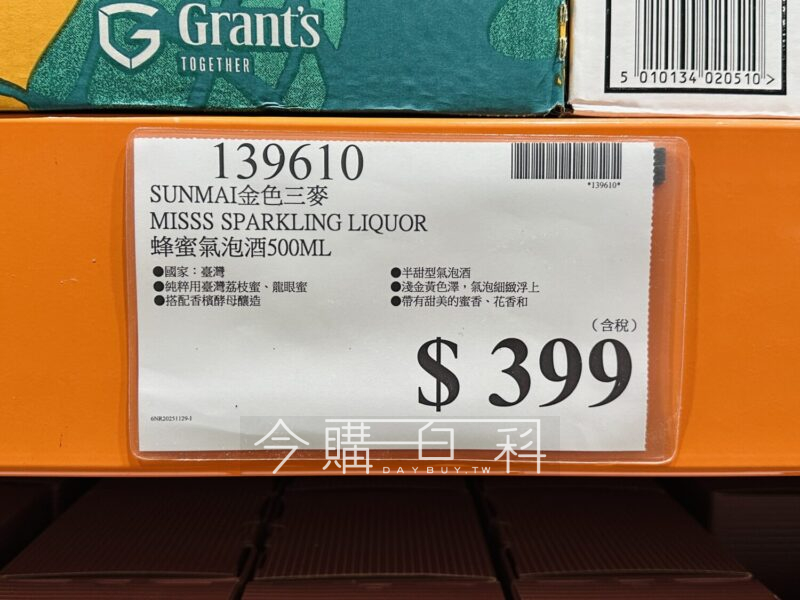 Grant's
TOGETHER
5 010134 020510 >
139610
*139610*
SUNMAI金色三麥
MISSS SPARKLING LIQUOR
蜂蜜氣泡酒500ML
●國家：臺灣
●純粹用臺灣荔枝蜜、龍眼蜜
●搭配香檳酵母釀造
●半甜型氣泡酒
●淺金黃色澤，氣泡細緻浮上
●帶有甜美的蜜香、花香和
（含稅）
$ 399
6NR20251129-1
今購百科
DAYBUY.TW